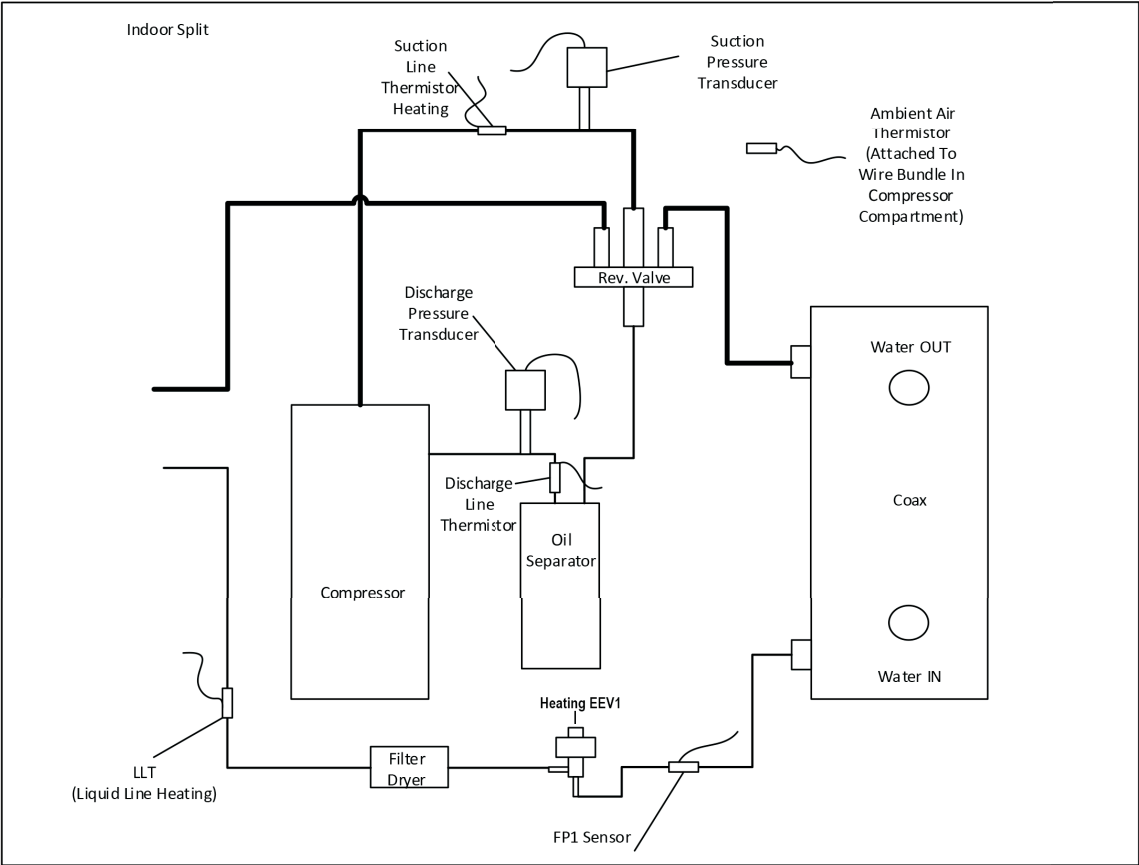 Indoor Split
Suction
Line
Thermistor
Heating
Suction
Pressure
Transducer
Ambient Air
Thermistor
(Attached To
Wire Bundle In
Compressor
Compartment)
Rev. Valve
Discharge
Pressure
Transducer
Water OUT
Discharge
Line
Thermistor
Coax
Oil
Separator
Compressor
Water IN
Heating EEV1
Filter
Dryer
LLT
(Liquid Line Heating)
FP1 Sensor